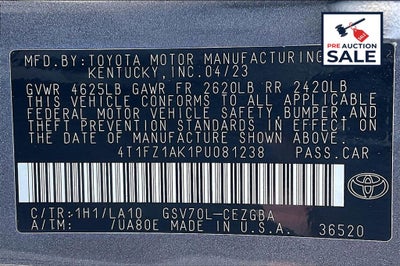 PRE AUCTION
SALE
MFD.BY:TOYOTA MOTOR MANUFACTURING
KENTUCKY,INC.04/23
GVWR 4625LB GAWR FR 2620LB RR 2420LB
THIS VEHICLE CONFORMS TO ALL APPLICABLE
FEDERAL MOTOR VEHICLE SAFETY,BUMPER,AND
THEFT PREVENTION STANDARDS IN EFFECT ON
THE DATE OF MANUFACTURE SHOWN ABOVE.
4T1FZ1AK1PU081238 PASS.CAR
C/TR:1H1/LA10 GSV70L-CEZGBA
A/TM: /UA80E MADE IN U.S.A. 36520
TOYOTA